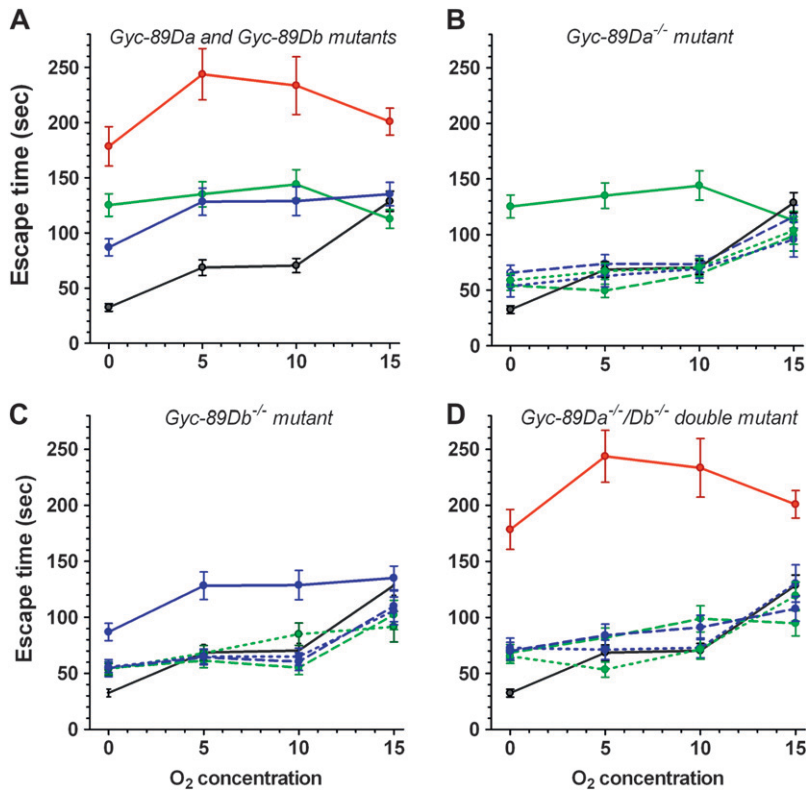 A
Gyc-89Da and Gyc-89Db mutants
Escape time (sec)
250
200
150
100
50
0
0 5 10 15
B
Gyc-89Da-/- mutant
250
200
150
100
50
0
0 5 10 15
C
Gyc-89Db-/- mutant
Escape time (sec)
250
200
150
100
50
0
0 5 10 15
O2 concentration
D
Gyc-89Da-/-/Db-/- double mutant
250
200
150
100
50
0
0 5 10 15
O2 concentration